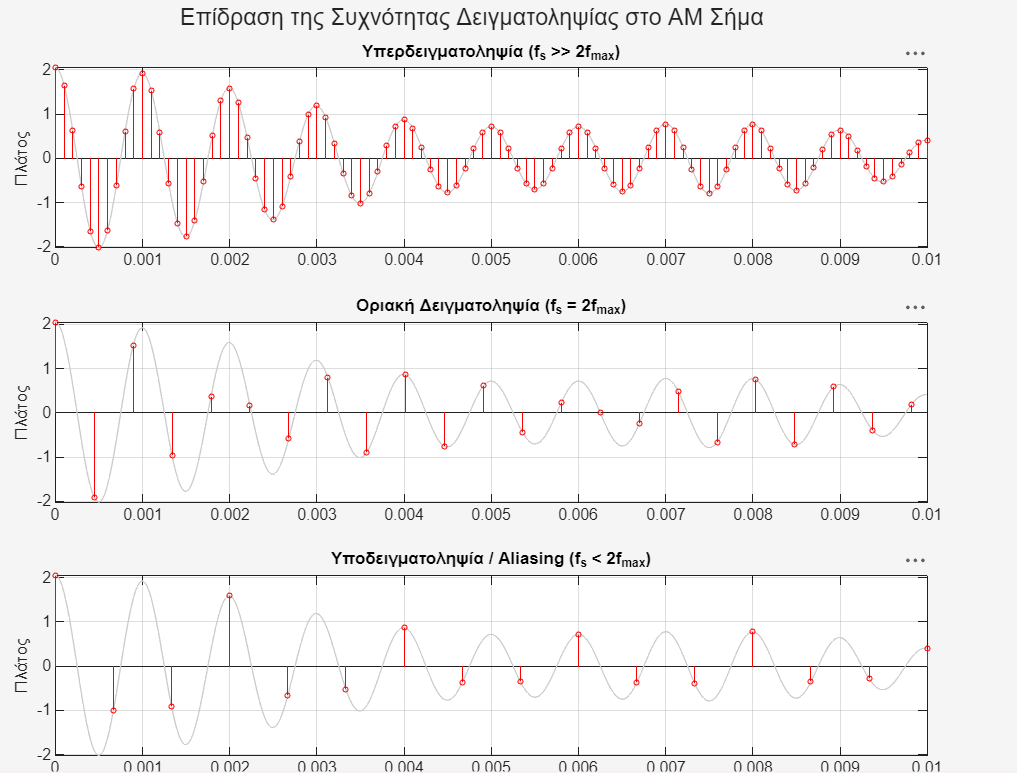 Επίδραση της Συχνότητας Δειγματοληψίας στο AM Σήμα
Υπερδειγματοληψία (fs >> 2fmax)
Πλάτος
2
1
0
-1
-2
0 0.001 0.002 0.003 0.004 0.005 0.006 0.007 0.008 0.009 0.01
Οριακή Δειγματοληψία (fs = 2fmax)
Πλάτος
2
1
0
-1
-2
0 0.001 0.002 0.003 0.004 0.005 0.006 0.007 0.008 0.009 0.01
Υποδειγματοληψία / Aliasing (fs < 2fmax)
Πλάτος
2
1
0
-1
-2
0 0.001 0.002 0.003 0.004 0.005 0.006 0.007 0.008 0.009 0.01